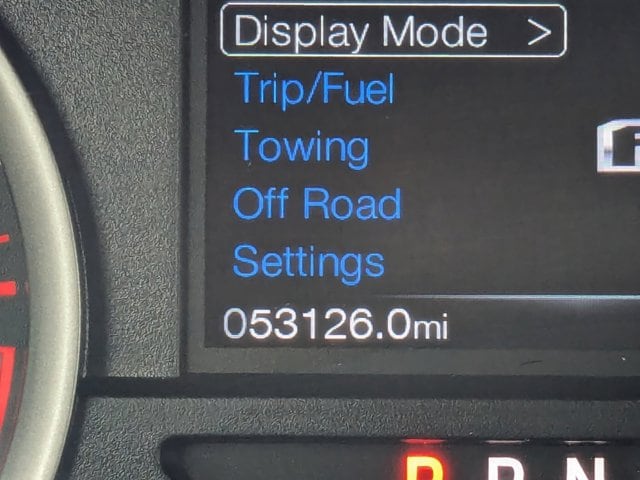 Display Mode >
Trip/Fuel
Towing
Off Road
Settings
053126.0mi
P R N